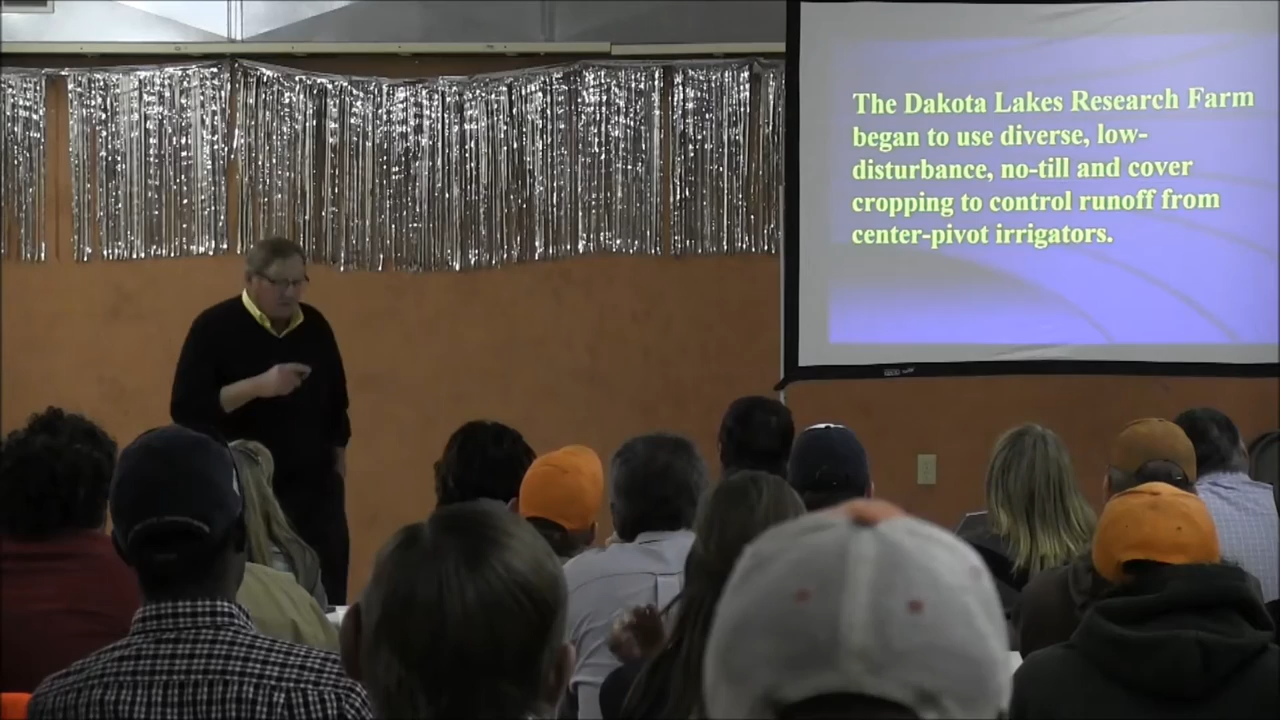 The Dakota Lakes Research Farm
began to use diverse, low-
disturbance, no-till and cover
cropping to control runoff from
center-pivot irrigators.